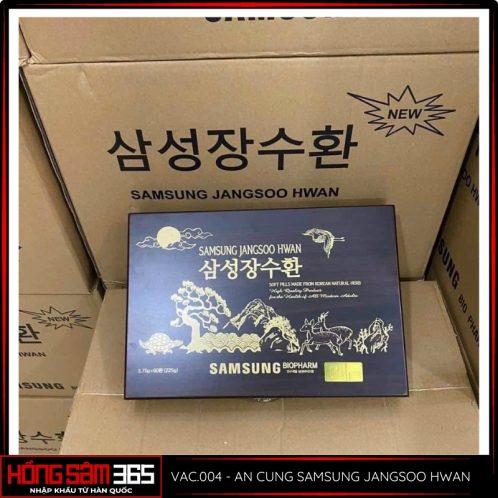 NEW
삼성장수환
SAMSUNG JANGSOO HWAN
SAMSUNG JANGSOO HWAN
삼성장수환
SOFT PILLS MADE FROM KOREAN NATURAL HERB
High Quality Product
for the Health of All Modern Adults
3.75g×60환 (225g)
SAMSUNG BIOPHARM
HỒNG SÂM 365
NHẬP KHẨU TỪ HÀN QUỐC
VAC.004 - AN CUNG SAMSUNG JANGSOO HWAN